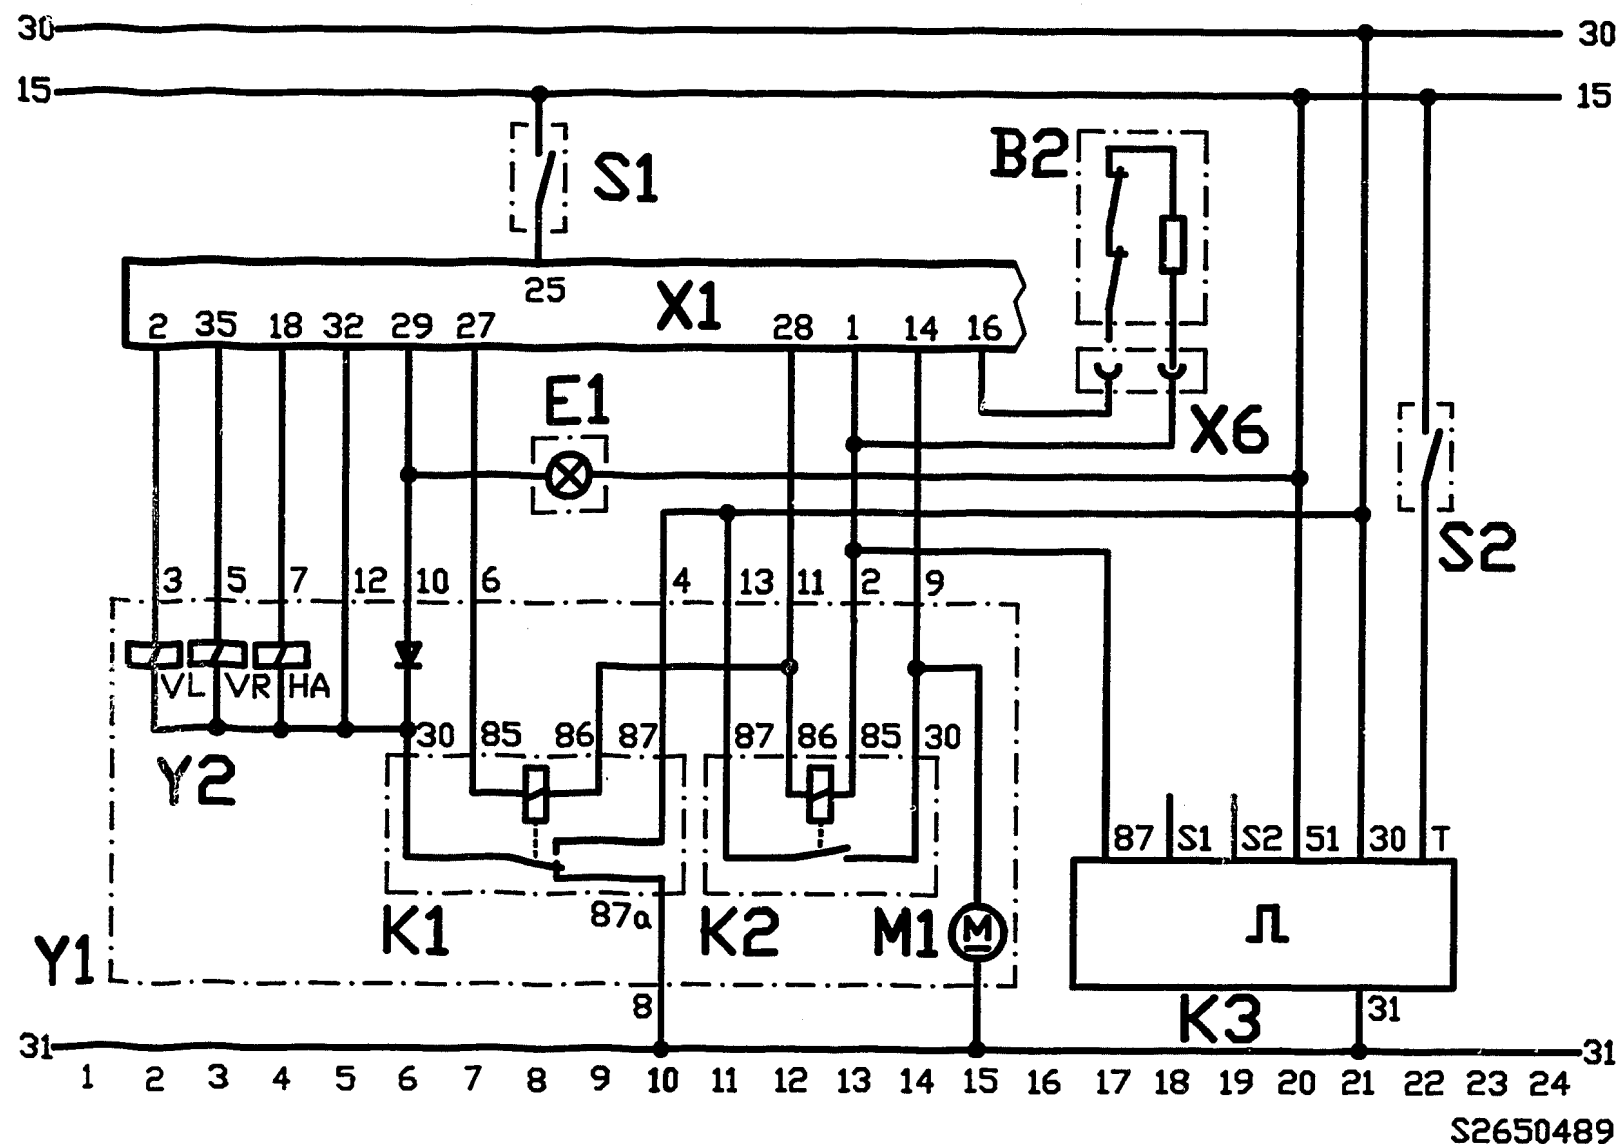 30 30
15 15
S1
B2
25
X1
2 35 18 32 29 27 28 1 14 16
E1
X6
S2
3 5 7 12 10 6 4 13 11 2 9
VL VR HA
30 85 86 87 87 86 85 30
Y2
87 S1 S2 51 30 T
87a
K1 K2 M1 M
Y1
8
K3 31
31 31
1 2 3 4 5 6 7 8 9 10 11 12 13 14 15 16 17 18 19 20 21 22 23 24
S2650489